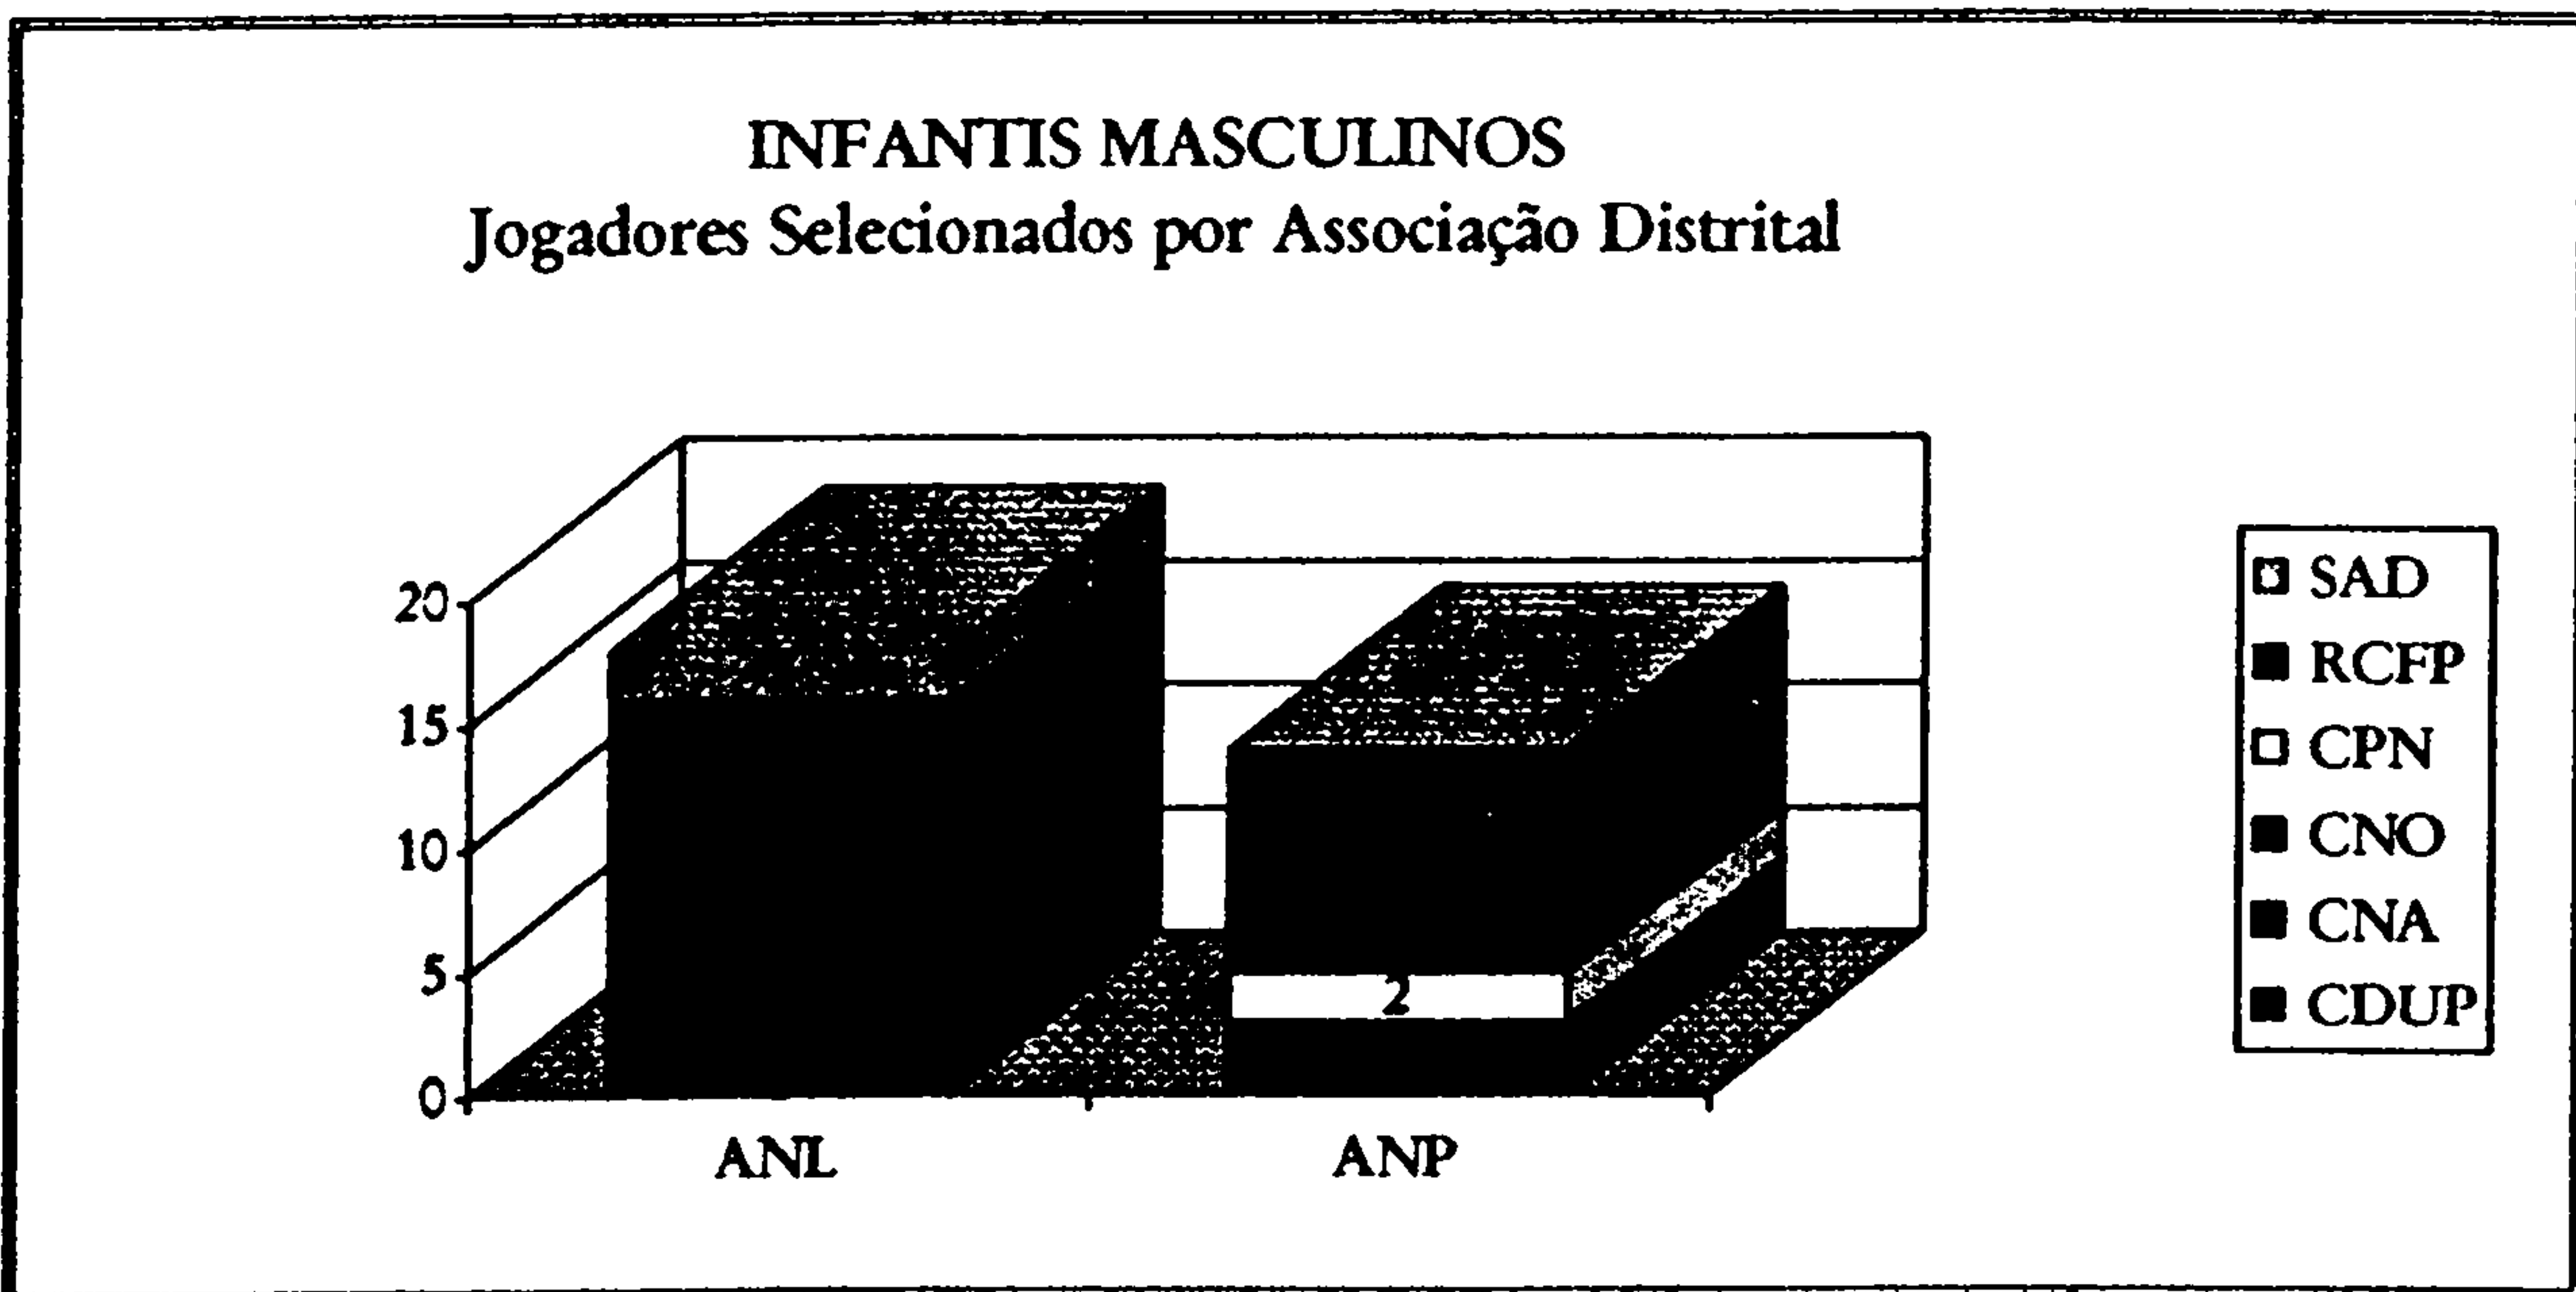 INFANTIS MASCULINOS
Jogadores Selecionados por Associação Distrital
20
15
10
5
0
2
ANL
ANP
SAD
RCFP
CPN
CNO
CNA
CDUP